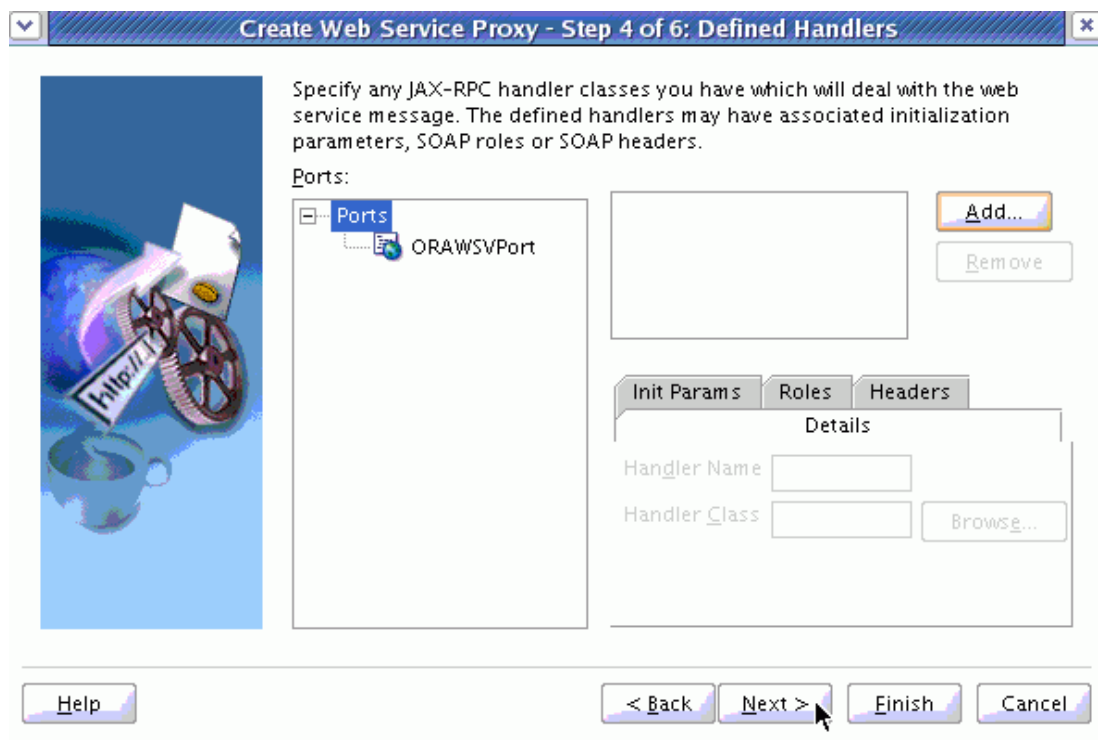 Create Web Service Proxy - Step 4 of 6: Defined Handlers
Specify any JAX-RPC handler classes you have which will deal with the web
service message. The defined handlers may have associated initialization
parameters, SOAP roles or SOAP headers.
Ports:
Ports
ORAWSVPort
Add...
Remove
Init Params Roles Headers
Details
Handler Name
Handler Class Browse...
http://
Help < Back Next > Finish Cancel